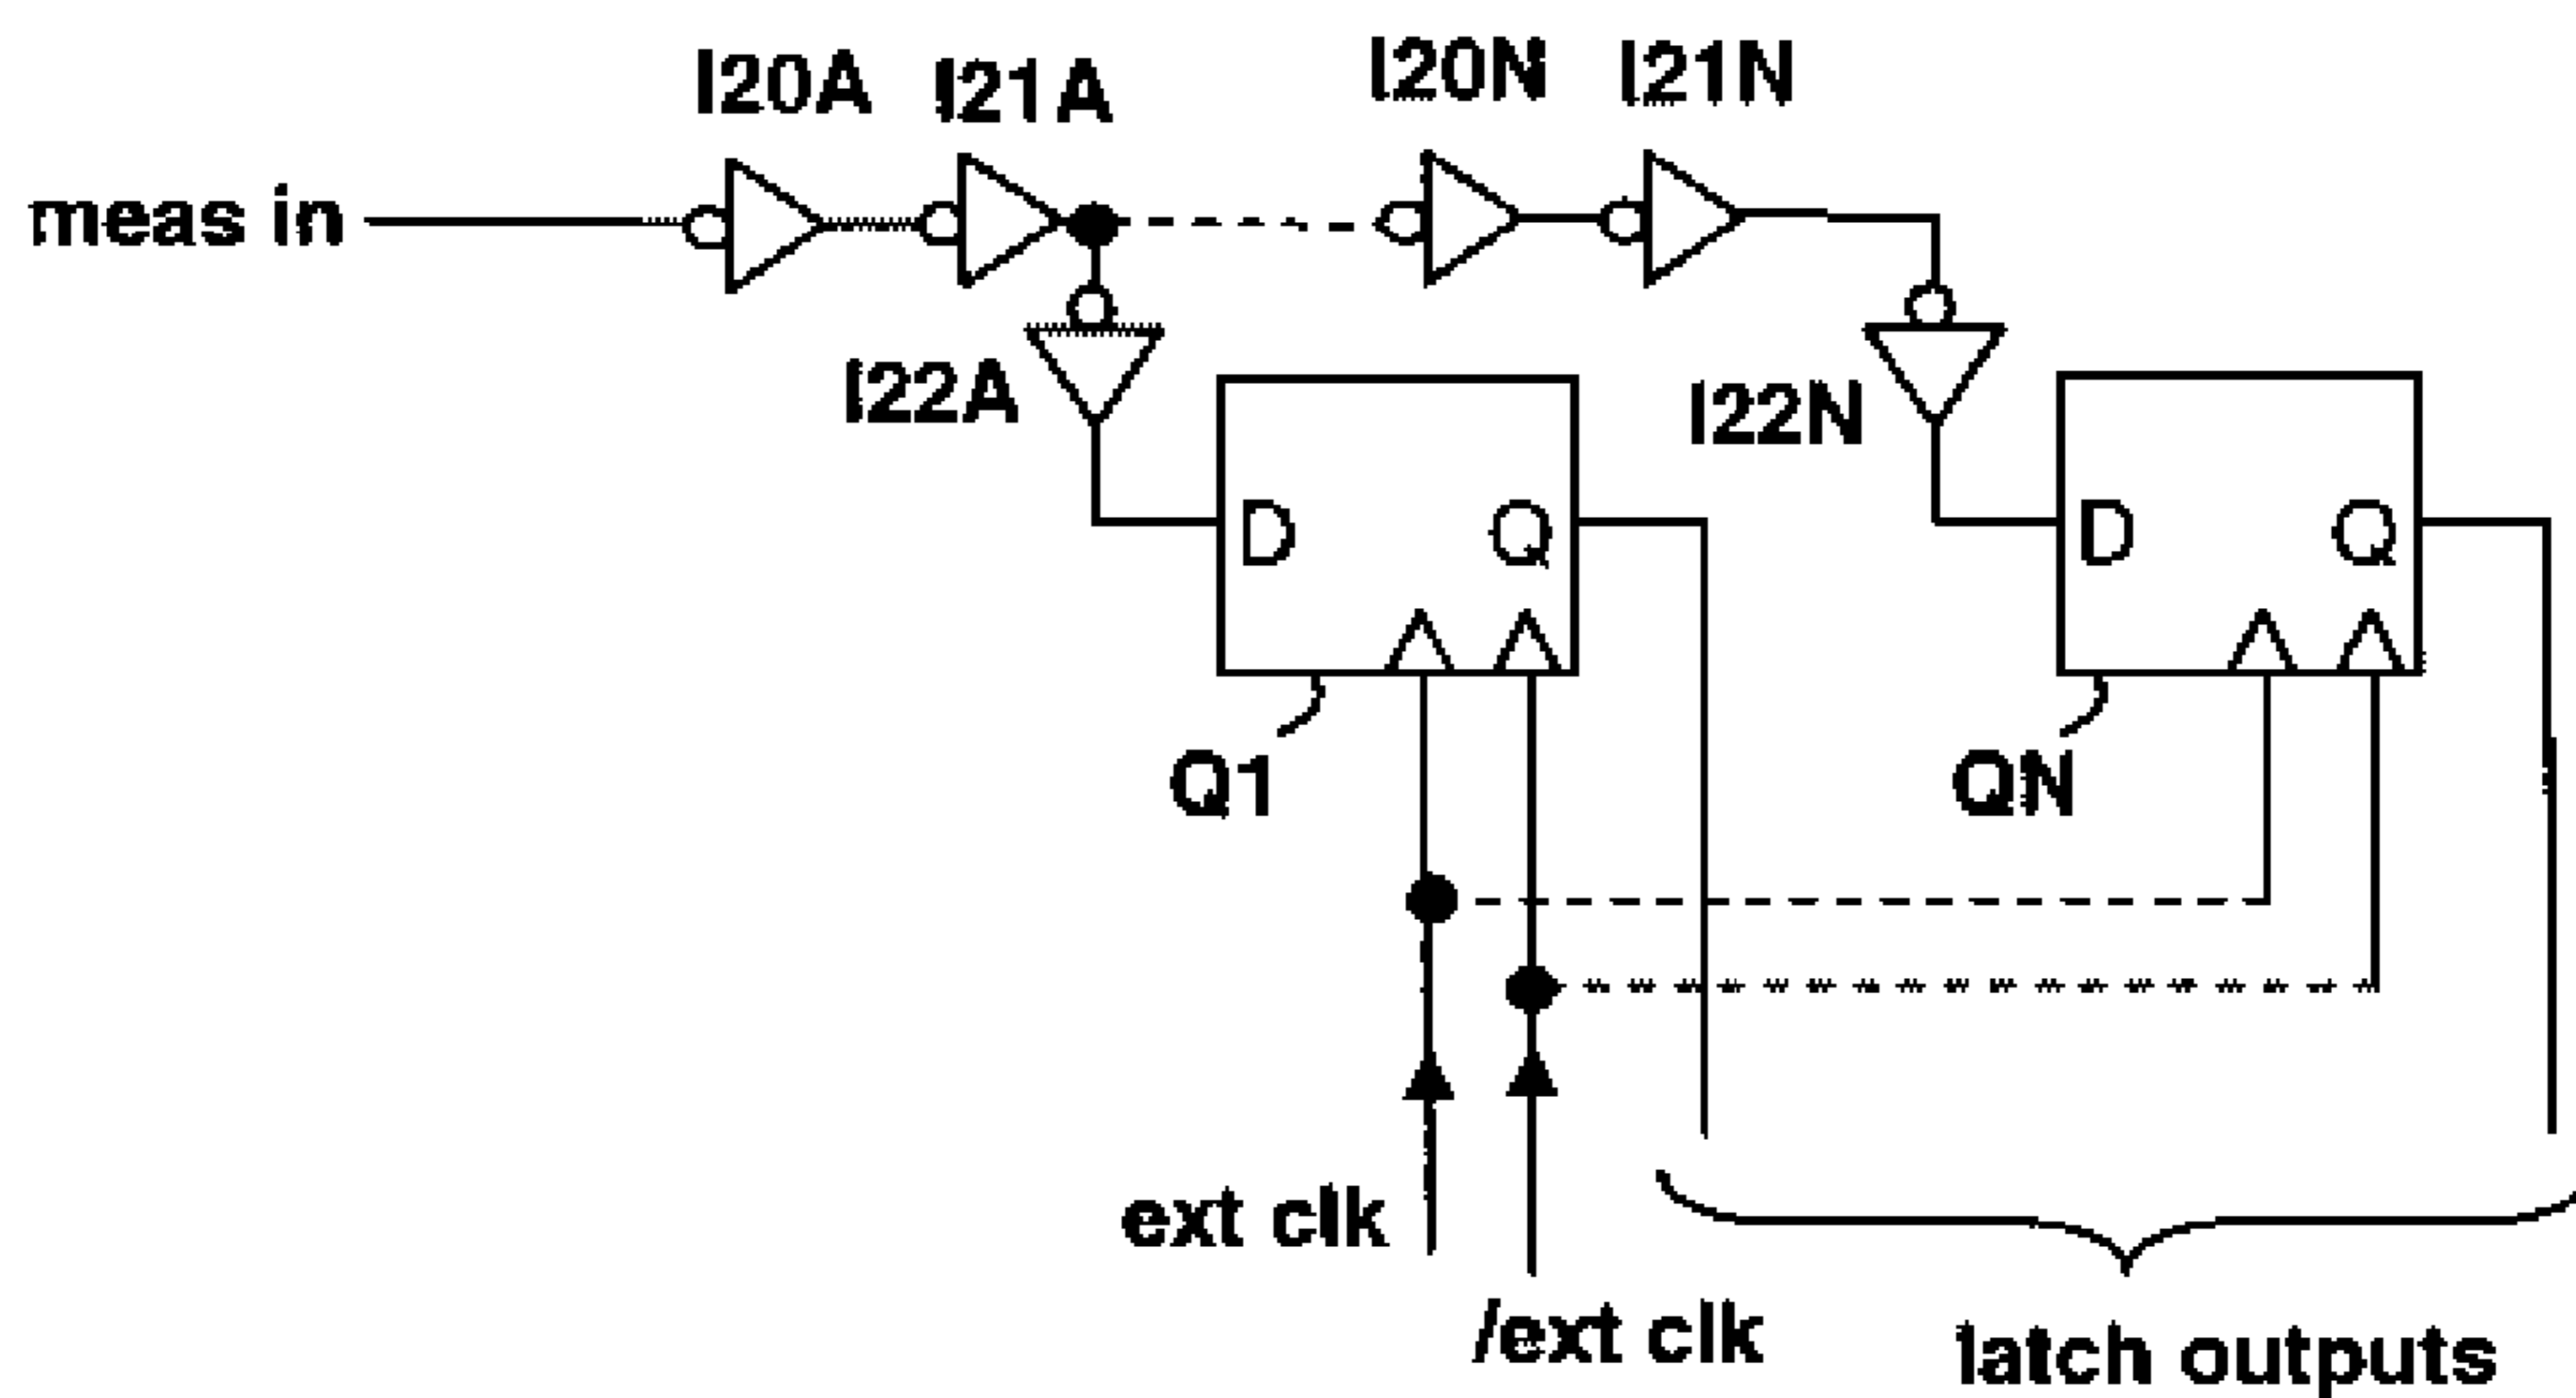 I20A I21A I20N I21N
meas in
I22A I22N
D Q D Q
Q1 QN
ext clk
/ext clk latch outputs